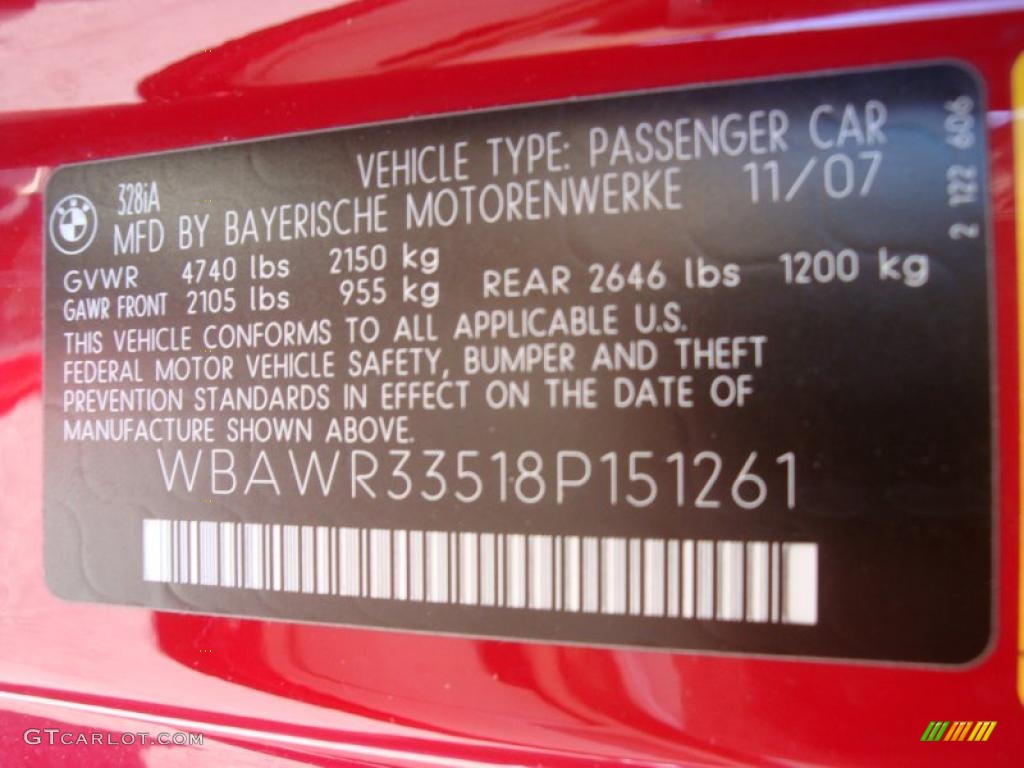 VEHICLE TYPE: PASSENGER CAR
328iA
MFD BY BAYERISCHE MOTORENWERKE 11/07
GVWR 4740 lbs 2150 kg
GAWR FRONT 2105 lbs 955 kg REAR 2646 lbs 1200 kg
THIS VEHICLE CONFORMS TO ALL APPLICABLE U.S.
FEDERAL MOTOR VEHICLE SAFETY, BUMPER AND THEFT
PREVENTION STANDARDS IN EFFECT ON THE DATE OF
MANUFACTURE SHOWN ABOVE.
WBAWR33518P151261
2 122 606
BMW
GTCARLOT.COM